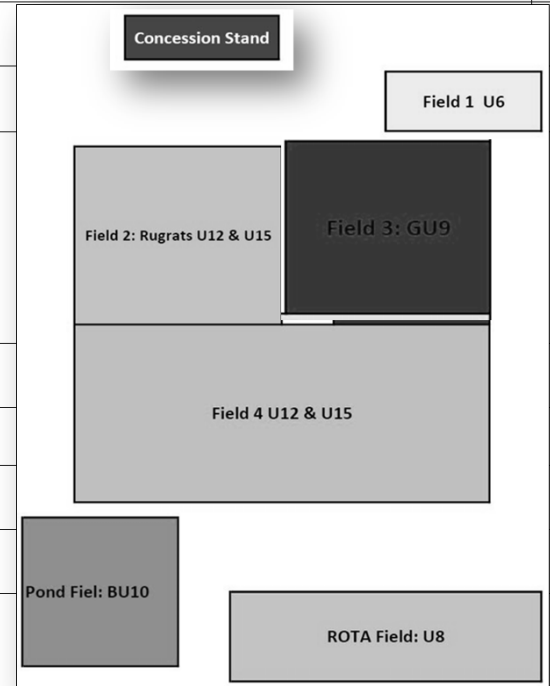 Concession Stand
Field 1  U6
Field 2: Rugrats U12 & U15
Field 3: GU9
Field 4 U12 & U15
Pond Fiel: BU10
ROTA Field: U8